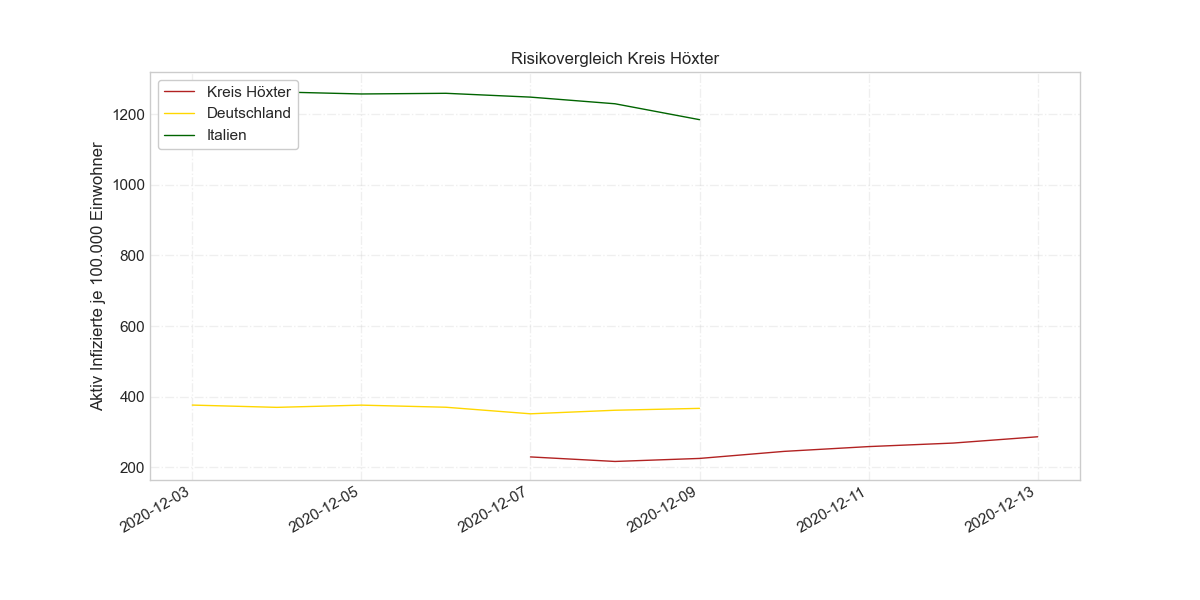 Risikovergleich Kreis Höxter
Kreis Höxter
Deutschland
Italien
Aktiv Infizierte je 100.000 Einwohner
1200
1000
800
600
400
200
2020-12-03
2020-12-05
2020-12-07
2020-12-09
2020-12-11
2020-12-13